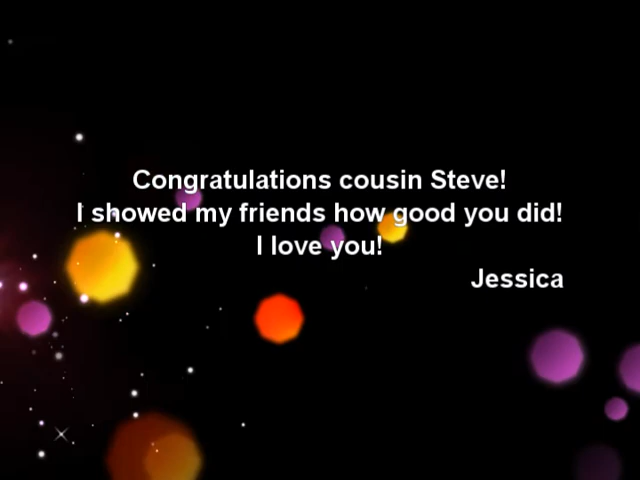 Congratulations cousin Steve!
I showed my friends how good you did!
I love you!
Jessica